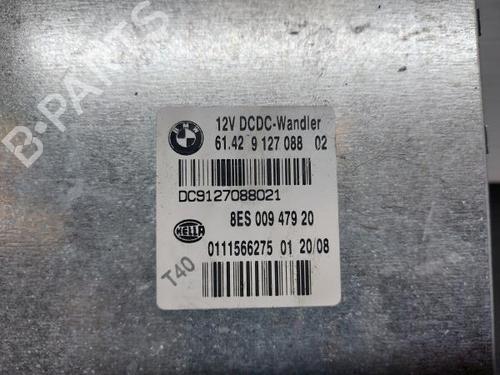 B-PARTS
BMW
12V DCDC-Wandler
61.42 9 127 088 02
DC9127088021
8ES 009 479 20
HELLA
0111566275 01 20/08
T40